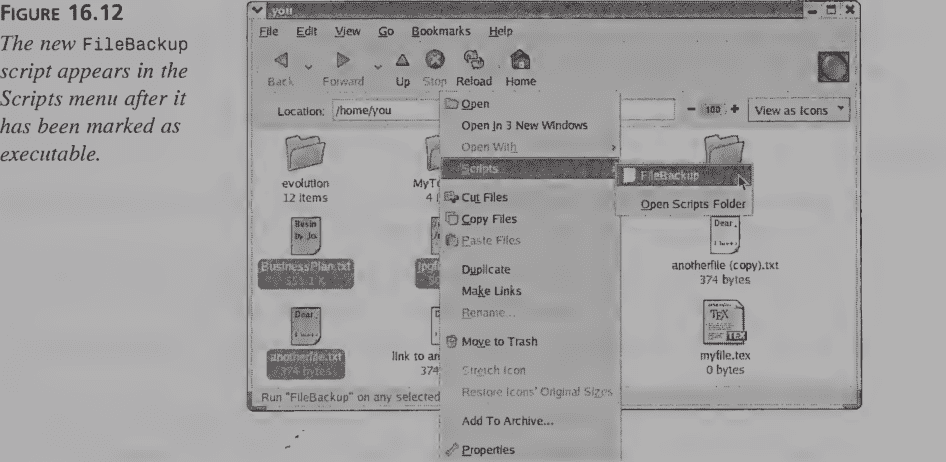 FIGURE 16.12
The new FileBackup
script appears in the
Scripts menu after it
has been marked as
executable.
you
File Edit View Go Bookmarks Help
Back Forward Up Stop Reload Home
Location: /home/you
100 View as Icons
Open
Open in 3 New Windows
Open With
Scripts
FileBackup
Open Scripts Folder
Cut Files
Copy Files
Paste Files
Duplicate
Make Links
Rename...
Move to Trash
Stretch Icon
Restore Icons' Original Sizes
Add To Archive...
Properties
evolution
12 items
BusinessPlan.txt
Dear,
anotherfile (copy).txt
374 bytes
Dear,
anotherfile.txt
374 bytes
link to an
374
TEX
TEX
myfile.tex
0 bytes
Run "FileBackup" on any selected